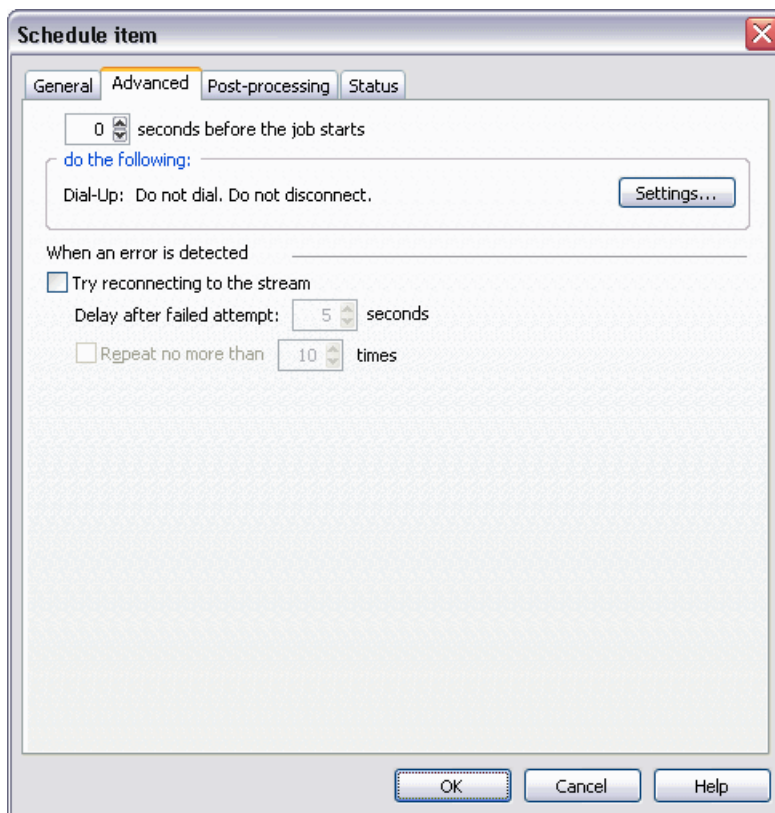 Schedule item
General Advanced Post-processing Status
0 seconds before the job starts
do the following:
Dial-Up: Do not dial. Do not disconnect. Settings...
When an error is detected
Try reconnecting to the stream
Delay after failed attempt: 5 seconds
Repeat no more than 10 times
OK Cancel Help